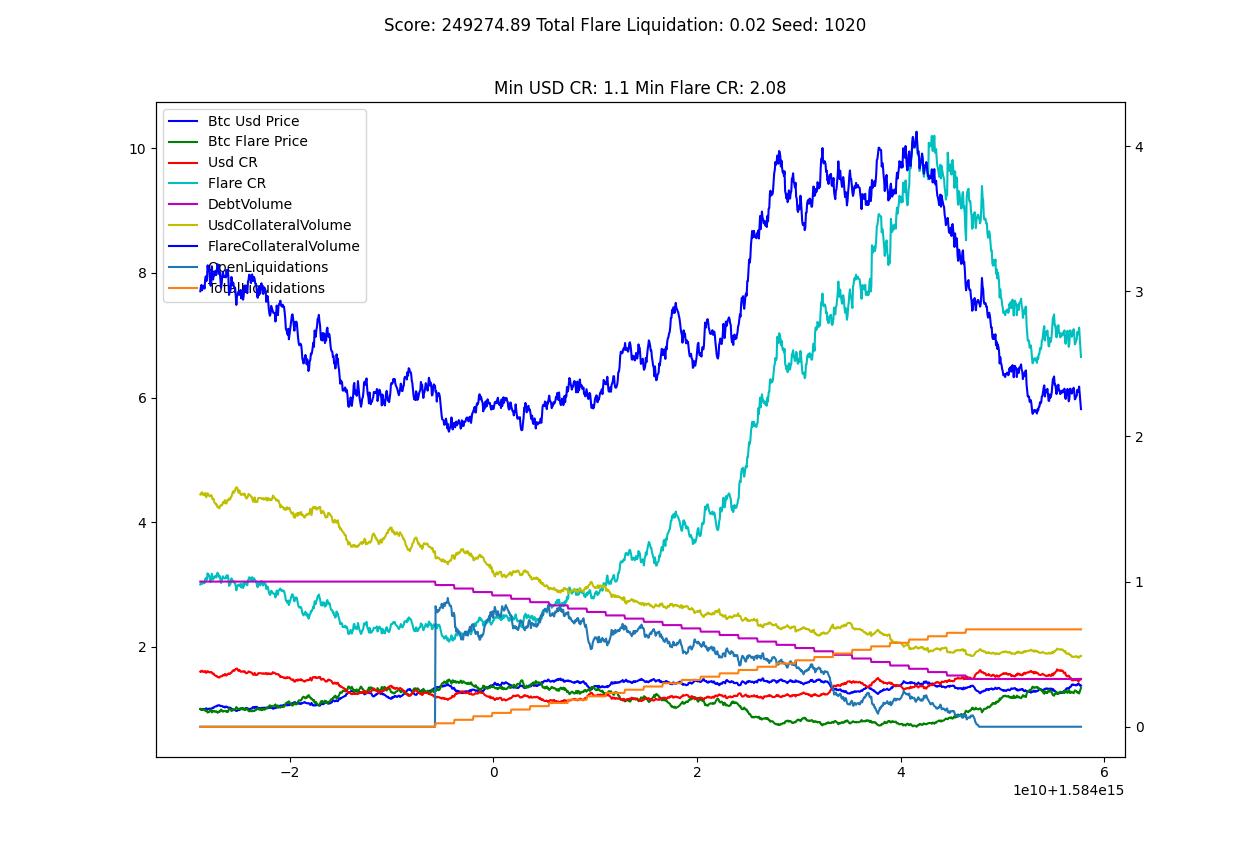 Score: 249274.89 Total Flare Liquidation: 0.02 Seed: 1020
Min USD CR: 1.1 Min Flare CR: 2.08
Btc Usd Price
Btc Flare Price
Usd CR
Flare CR
DebtVolume
UsdCollateralVolume
FlareCollateralVolume
OpenLiquidations
TotalLiquidations
10
8
6
4
2
4
3
2
1
0
−2
0
2
4
6
1e10+1.584e15